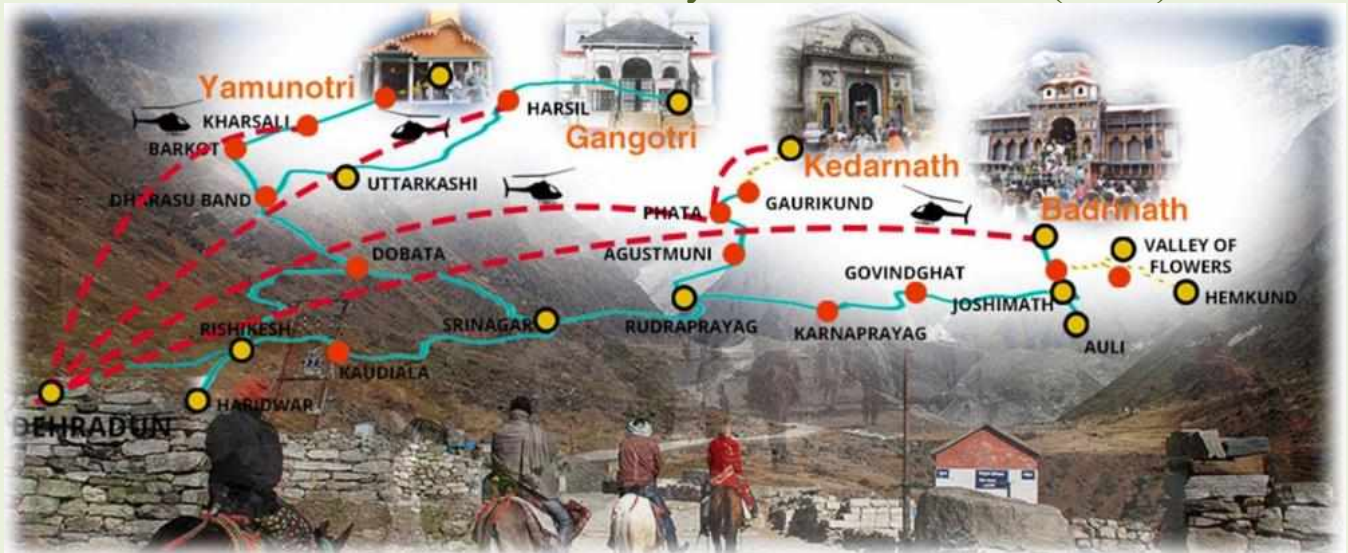 Yamunotri
KHARSALI
BARKOT
HARSIL
Gangotri
UTTARKASHI
DHARASU BAND
Kedarnath
GAURIKUND
PHATA
Badrinath
DOBATA
AGUSTMUNI
VALLEY OF
FLOWERS
GOVINDGHAT
JOSHIMATH
HEMKUND
RISHIKESH
SRINAGAR
RUDRAPRAYAG
KARNAPRAYAG
AULI
KAUDIALA
HARIDWAR
DEHRADUN